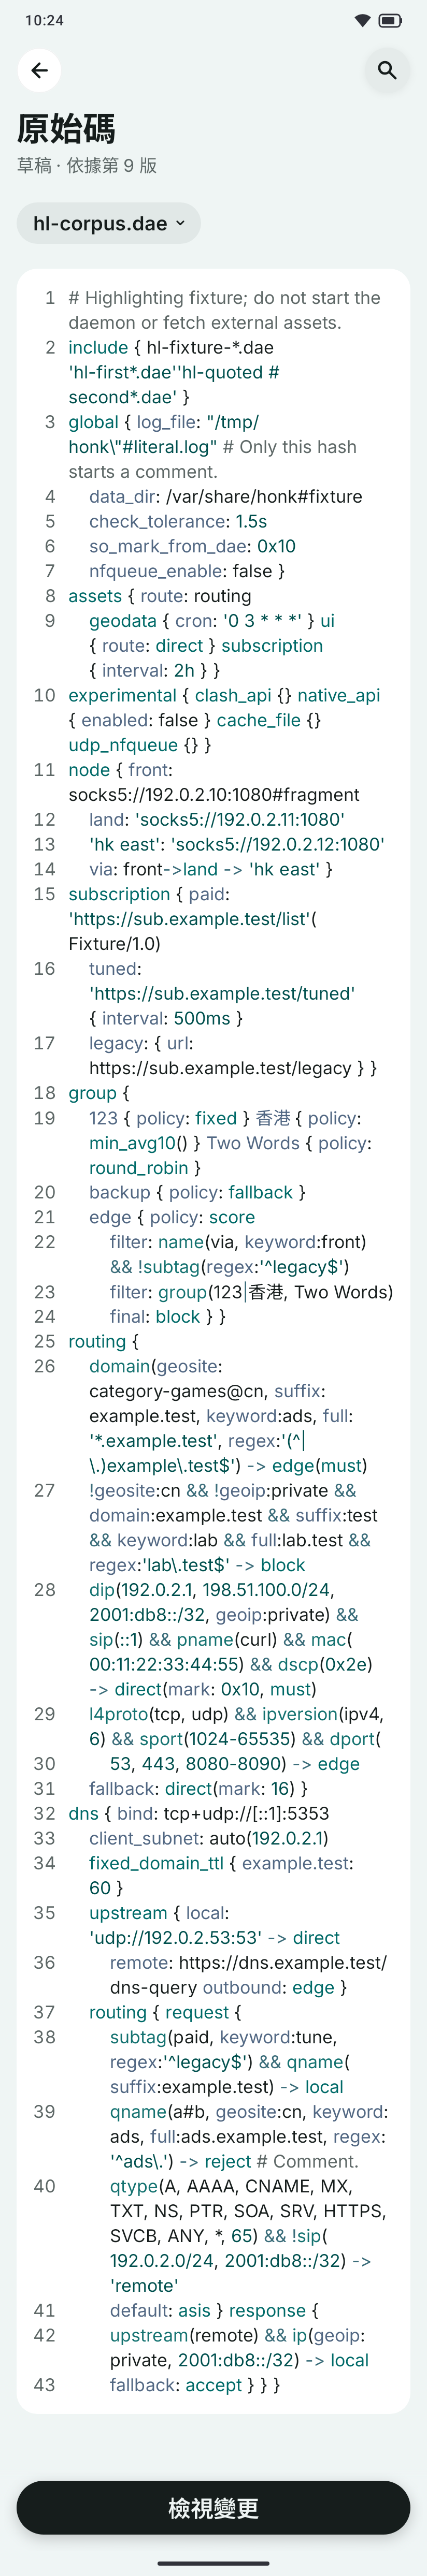 10:24
原始碼
草稿 · 依據第 9 版
hl-corpus.dae
1 # Highlighting fixture; do not start the
daemon or fetch external assets.
2 include { hl-fixture-*.dae
'hl-first*.dae''hl-quoted #
second*.dae' }
3 global { log_file: "/tmp/
honk\"#literal.log" # Only this hash
starts a comment.
4 data_dir: /var/share/honk#fixture
5 check_tolerance: 1.5s
6 so_mark_from_dae: 0x10
7 nfqueue_enable: false }
8 assets { route: routing
9 geodata { cron: '0 3 * * *' } ui
{ route: direct } subscription
{ interval: 2h } }
10 experimental { clash_api {} native_api
{ enabled: false } cache_file {}
udp_nfqueue {} }
11 node { front:
socks5://192.0.2.10:1080#fragment
12 land: 'socks5://192.0.2.11:1080'
13 'hk east': 'socks5://192.0.2.12:1080'
14 via: front->land -> 'hk east' }
15 subscription { paid:
'https://sub.example.test/list'(
Fixture/1.0)
16 tuned:
'https://sub.example.test/tuned'
{ interval: 500ms }
17 legacy: { url:
https://sub.example.test/legacy } }
18 group {
19 123 { policy: fixed } 香港 { policy:
min_avg10() } Two Words { policy:
round_robin }
20 backup { policy: fallback }
21 edge { policy: score
22 filter: name(via, keyword:front)
&& !subtag(regex:'^legacy$')
23 filter: group(123|香港, Two Words)
24 final: block } }
25 routing {
26 domain(geosite:
category-games@cn, suffix:
example.test, keyword:ads, full:
'*.example.test', regex:'(^|
\.)example\.test$') -> edge(must)
27 !geosite:cn && !geoip:private &&
domain:example.test && suffix:test
&& keyword:lab && full:lab.test &&
regex:'lab\.test$' -> block
28 dip(192.0.2.1, 198.51.100.0/24,
2001:db8::/32, geoip:private) &&
sip(::1) && pname(curl) && mac(
00:11:22:33:44:55) && dscp(0x2e)
-> direct(mark: 0x10, must)
29 l4proto(tcp, udp) && ipversion(ipv4,
6) && sport(1024-65535) && dport(
30 53, 443, 8080-8090) -> edge
31 fallback: direct(mark: 16) }
32 dns { bind: tcp+udp://[::1]:5353
33 client_subnet: auto(192.0.2.1)
34 fixed_domain_ttl { example.test:
60 }
35 upstream { local:
'udp://192.0.2.53:53' -> direct
36 remote: https://dns.example.test/
dns-query outbound: edge }
37 routing { request {
38 subtag(paid, keyword:tune,
regex:'^legacy$') && qname(
suffix:example.test) -> local
39 qname(a#b, geosite:cn, keyword:
ads, full:ads.example.test, regex:
'^ads\.') -> reject # Comment.
40 qtype(A, AAAA, CNAME, MX,
TXT, NS, PTR, SOA, SRV, HTTPS,
SVCB, ANY, *, 65) && !sip(
192.0.2.0/24, 2001:db8::/32) ->
'remote'
41 default: asis } response {
42 upstream(remote) && ip(geoip:
private, 2001:db8::/32) -> local
43 fallback: accept } } }
檢視變更